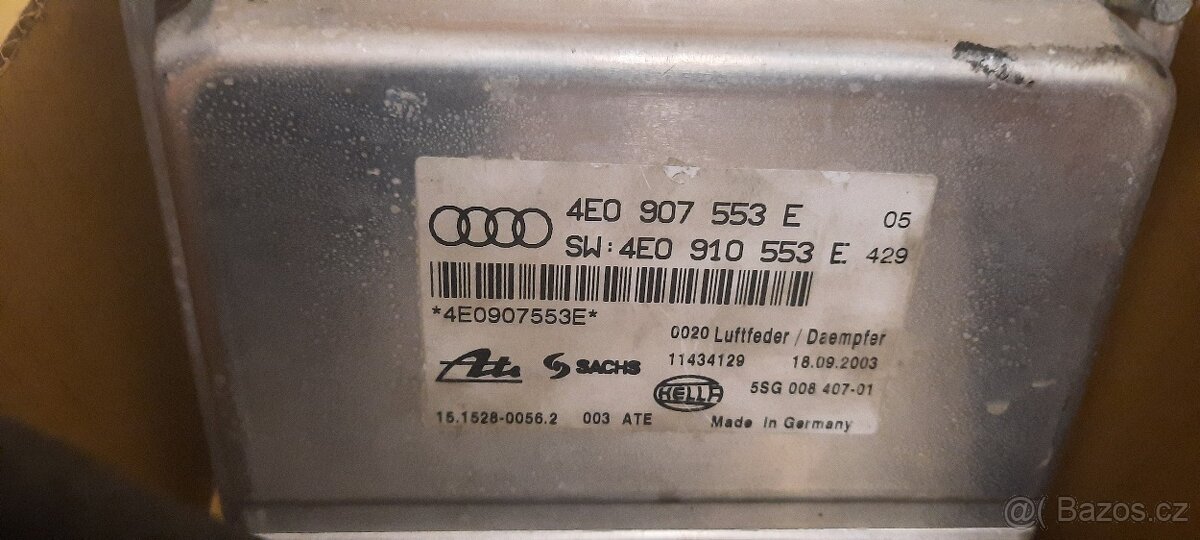 4E0 907 553 E 05
SW:4E0 910 553 E 429
*4E0907553E*
0020 Luftfeder / Daempfer
Ate SACHS 11434129 18.09.2003
HELLA 5SG 008 407-01
15.1528-0056.2 003 ATE Made in Germany
@( Bazos.cz